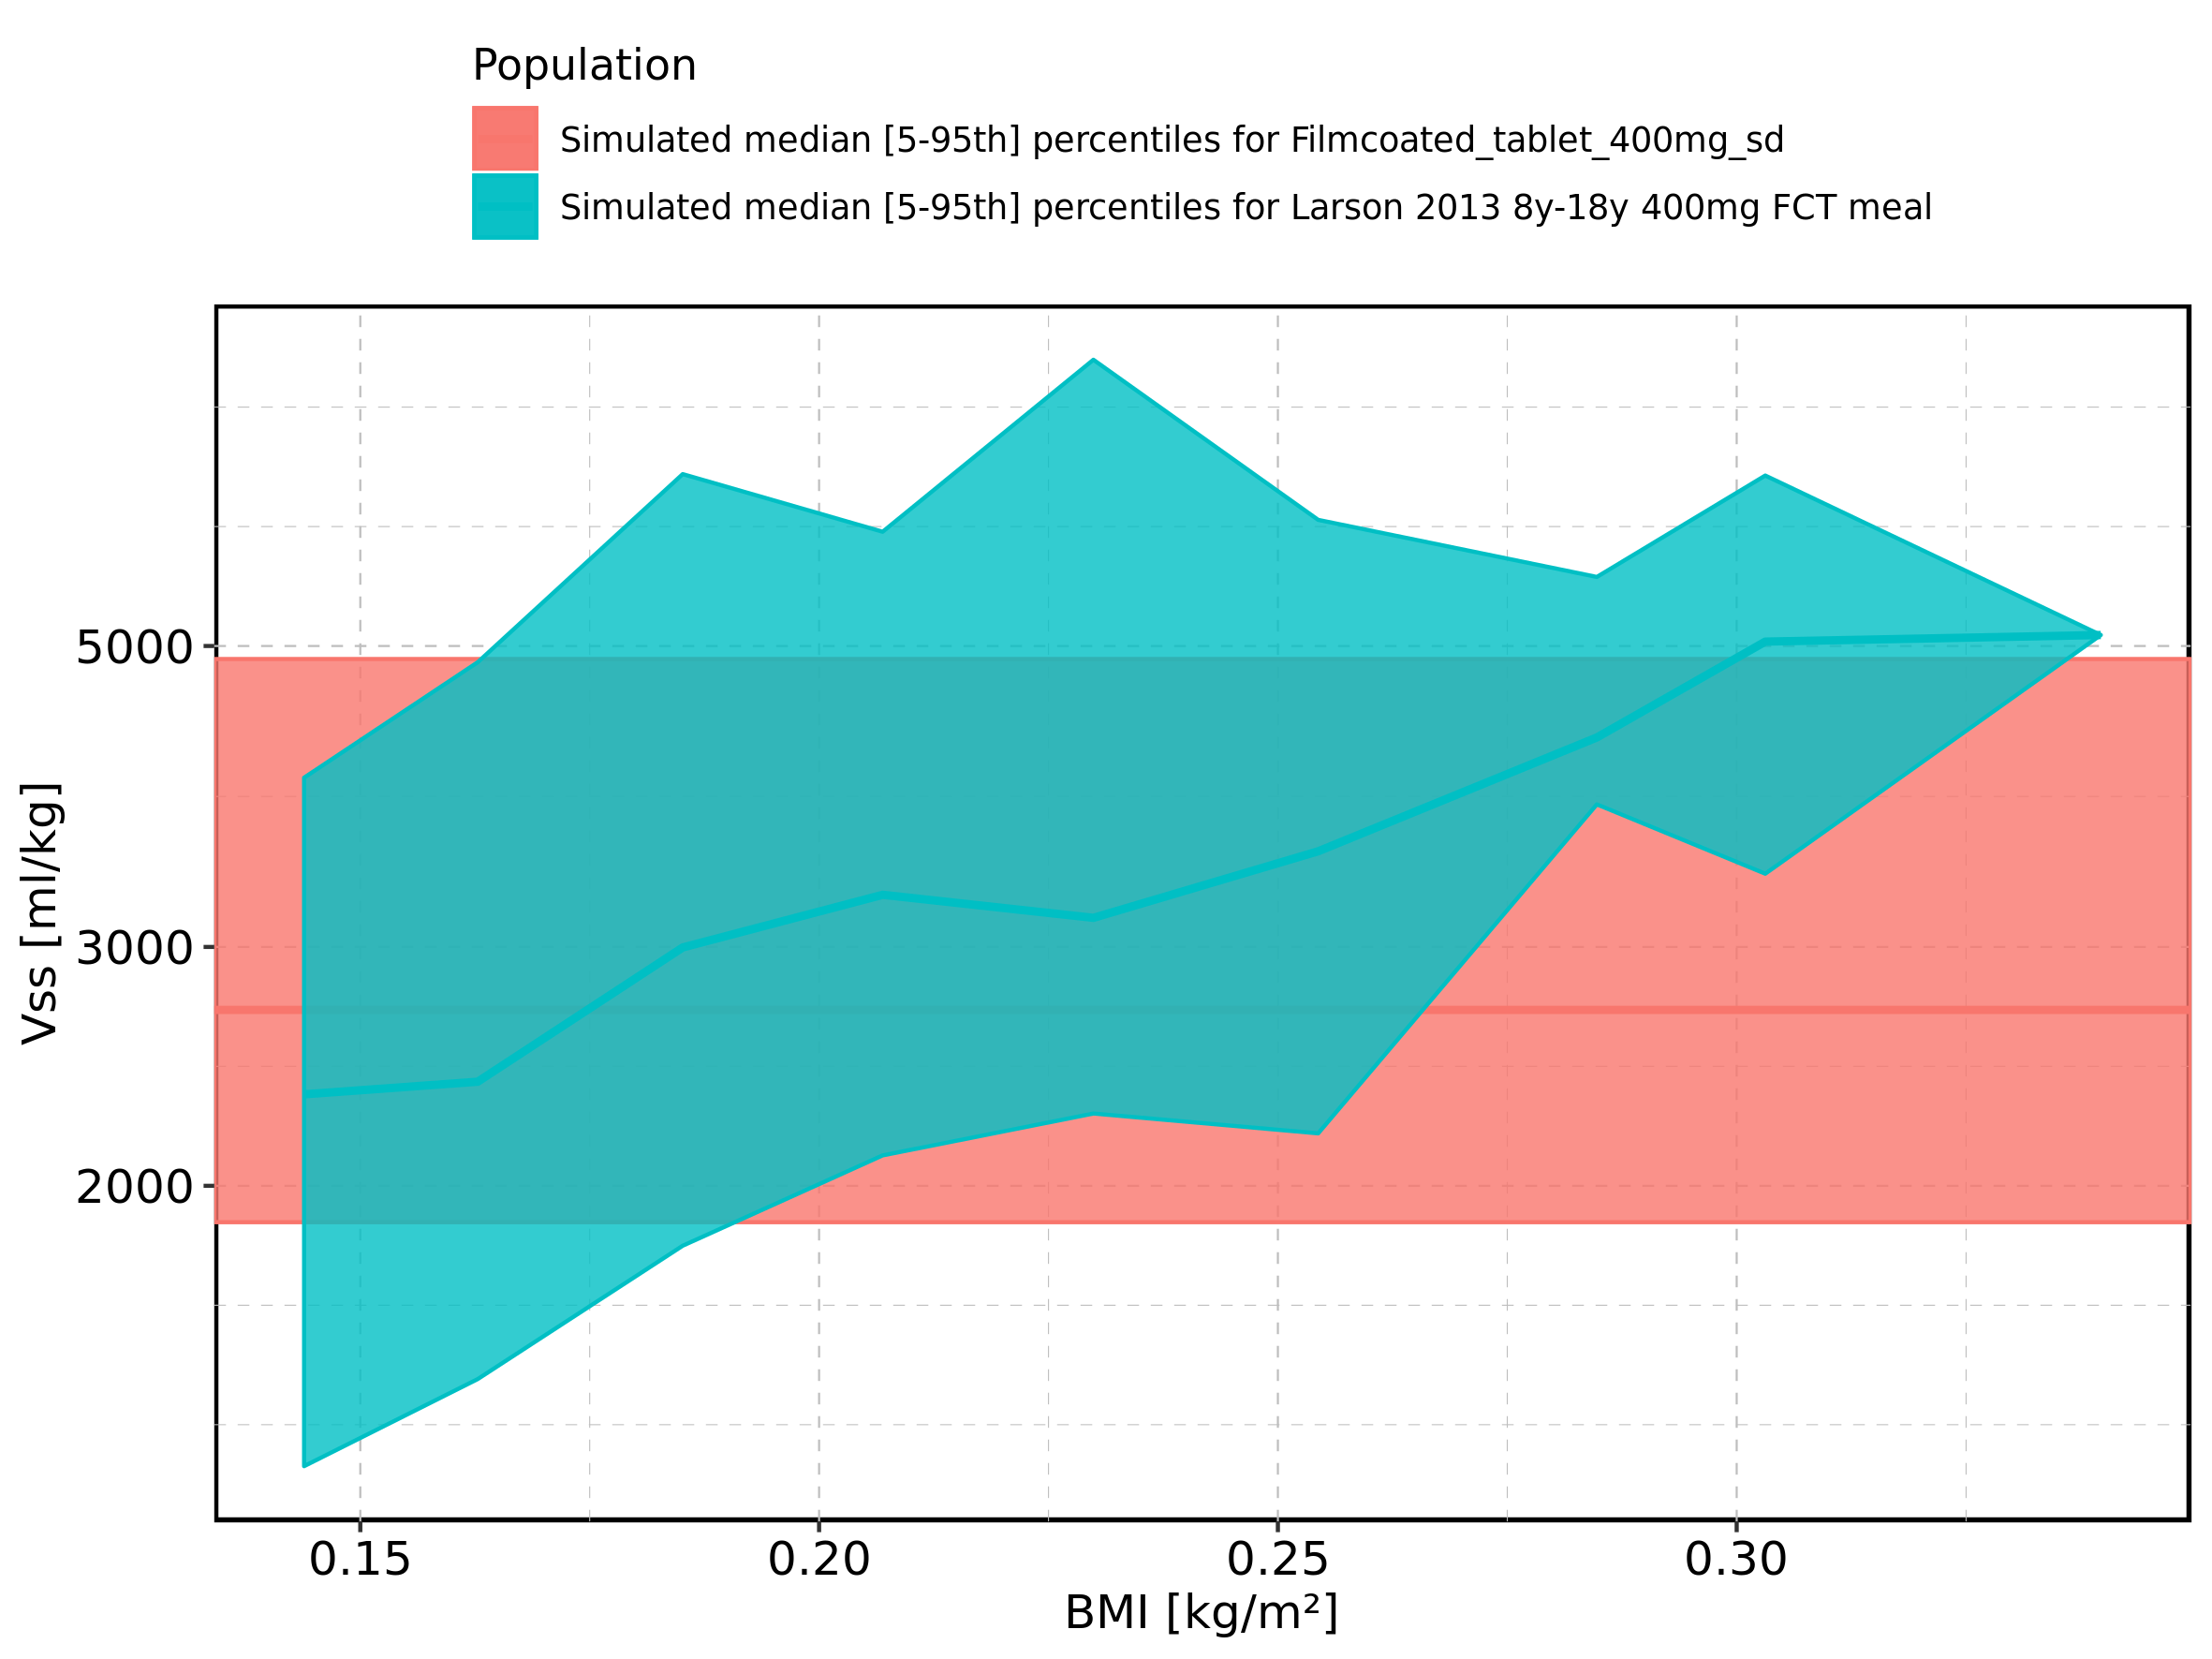 Population
Simulated median [5-95th] percentiles for Filmcoated_tablet_400mg_sd
Simulated median [5-95th] percentiles for Larson 2013 8y-18y 400mg FCT meal
Vss [ml/kg]
5000
3000
2000
0.15 0.20 0.25 0.30
BMI [kg/m²]